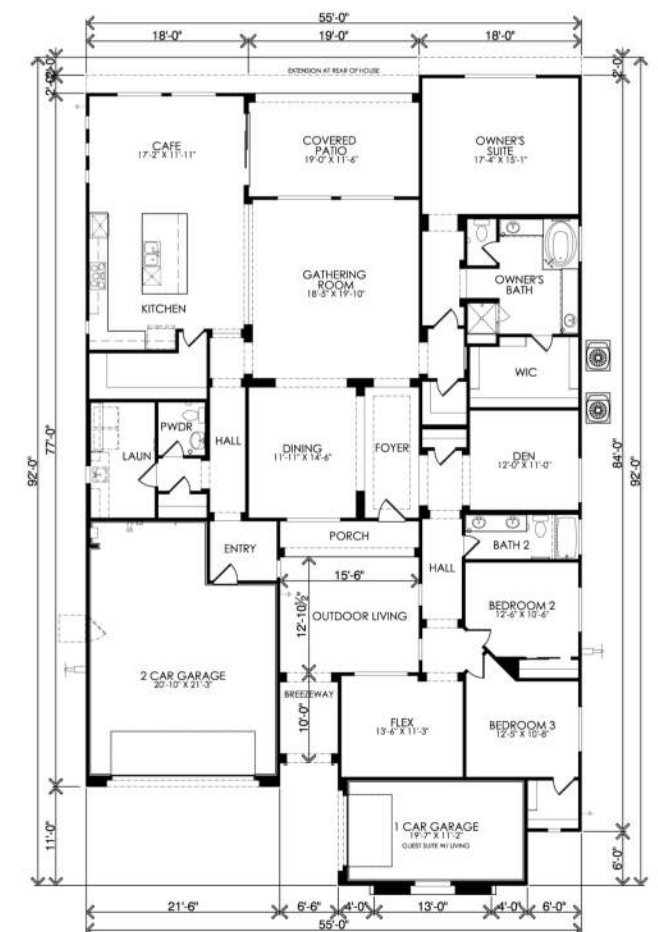 55'-0"
18'-0" 19'-0" 18'-0"
2'-0"
EXTENSION AT REAR OF HOUSE
2'-0"
CAFE
17'-2" X 11'-11"
COVERED
PATIO
19'-0" X 11'-6"
OWNER'S
SUITE
17'-4" X 15'-1"
GATHERING
ROOM
18'-5" X 19'-10"
OWNER'S
BATH
KITCHEN
WIC
PWDR
LAUN
HALL
DINING
11'-11" X 14'-6"
FOYER
DEN
12'-0" X 11'-0"
92'-0"
77'-0"
84'-0"
92'-0"
ENTRY
PORCH
BATH 2
HALL
15'-6"
12'-10½"
OUTDOOR LIVING
BEDROOM 2
12'-6" X 10'-6"
2 CAR GARAGE
20'-10" X 21'-3"
BREEZEWAY
10'-0"
FLEX
13'-6" X 11'-3"
BEDROOM 3
12'-5" X 10'-8"
1 CAR GARAGE
19'-7" X 11'-2"
GUEST SUITE W/ LIVING
11'-0"
6'-0"
21'-6" 6'-6" 4'-0" 13'-0" 4'-0" 6'-0"
55'-0"